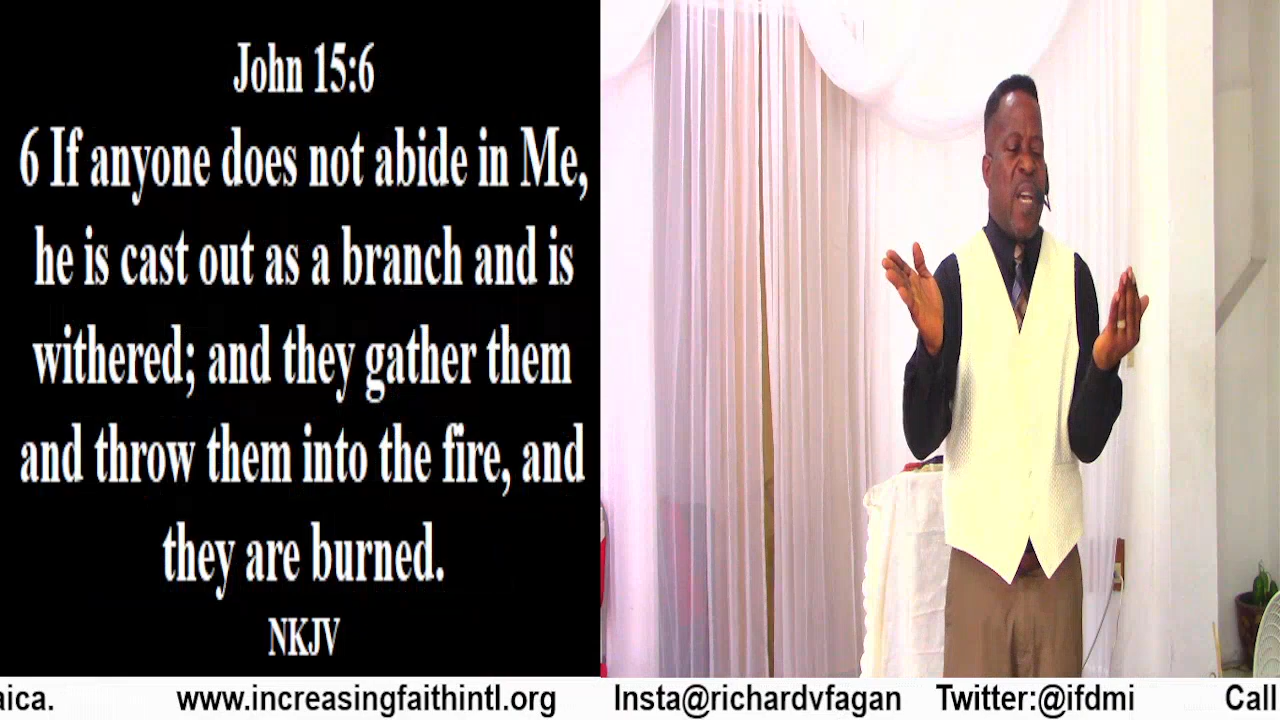 John 15:6
6 If anyone does not abide in Me,
he is cast out as a branch and is
withered; and they gather them
and throw them into the fire, and
they are burned.
NKJV
aica. www.increasingfaithintl.org Insta@richardvfagan Twitter:@ifdmi Call